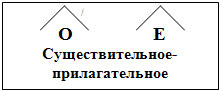 О Е
Существительное-
прилагательное